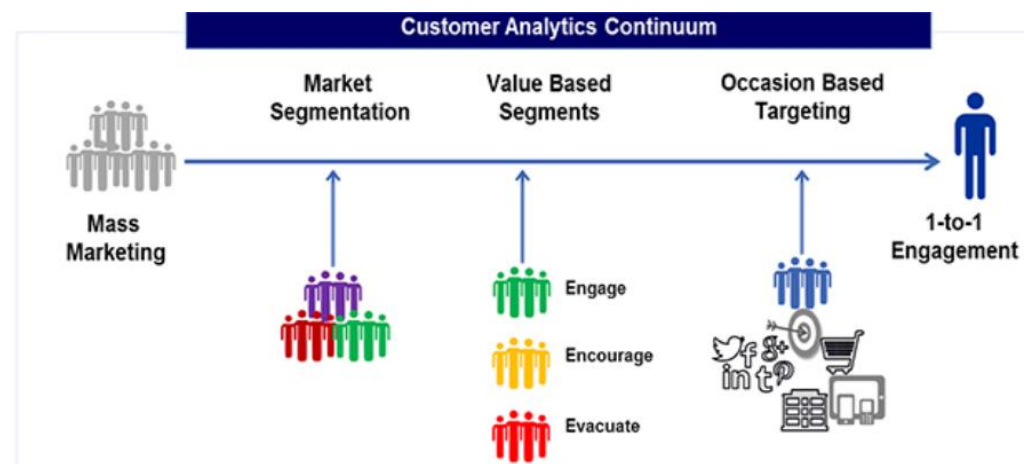 Customer Analytics Continuum
Market
Segmentation
Value Based
Segments
Occasion Based
Targeting
Mass
Marketing
1-to-1
Engagement
Engage
Encourage
Evacuate
f
g+
in
t